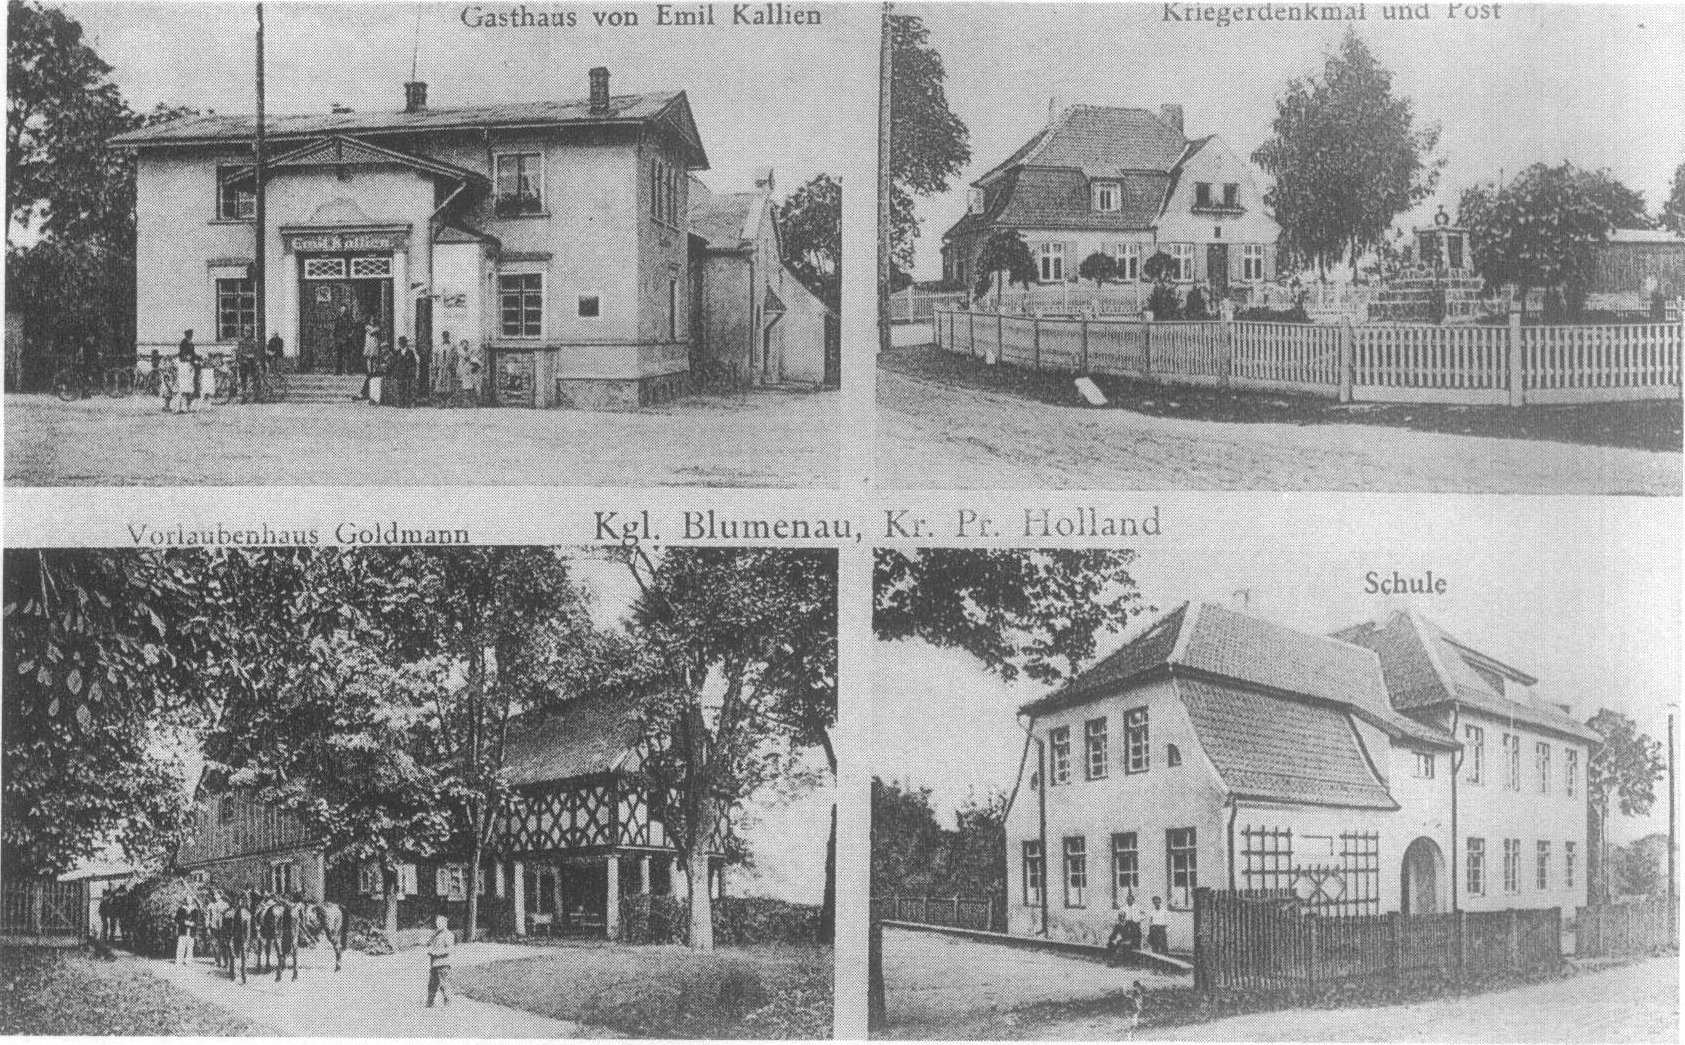 Gasthaus von Emil Kallien
Kriegerdenkmal und Post
Emil Kallien
Kgl. Blumenau, Kr. Pr. Holland
Vorlaubenhaus Goldmann
Schule